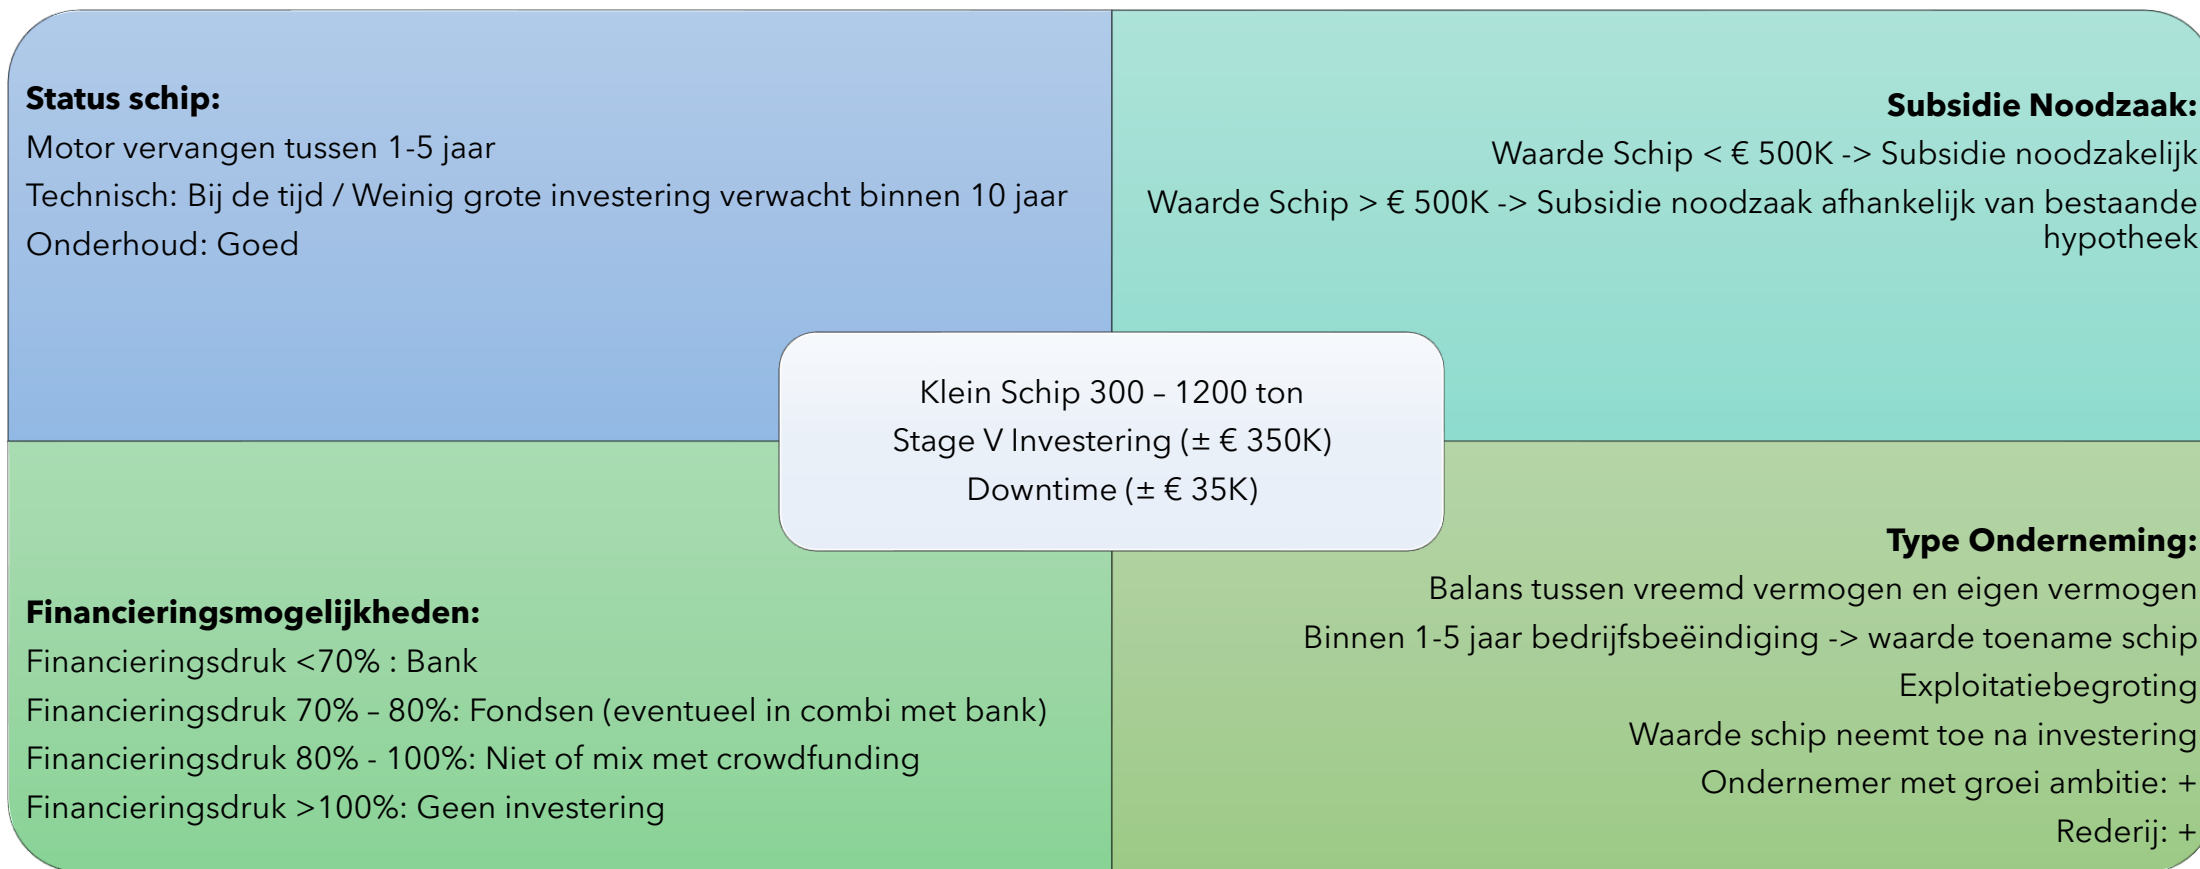 Status schip:
Motor vervangen tussen 1-5 jaar
Technisch: Bij de tijd / Weinig grote investering verwacht binnen 10 jaar
Onderhoud: Goed
Subsidie Noodzaak:
Waarde Schip < € 500K -> Subsidie noodzakelijk
Waarde Schip > € 500K -> Subsidie noodzaak afhankelijk van bestaande
hypotheek
Klein Schip 300 – 1200 ton
Stage V Investering (± € 350K)
Downtime (± € 35K)
Financieringsmogelijkheden:
Financieringsdruk <70% : Bank
Financieringsdruk 70% – 80%: Fondsen (eventueel in combi met bank)
Financieringsdruk 80% - 100%: Niet of mix met crowdfunding
Financieringsdruk >100%: Geen investering
Type Onderneming:
Balans tussen vreemd vermogen en eigen vermogen
Binnen 1-5 jaar bedrijfsbeëindiging -> waarde toename schip
Exploitatiebegroting
Waarde schip neemt toe na investering
Ondernemer met groei ambitie: +
Rederij: +